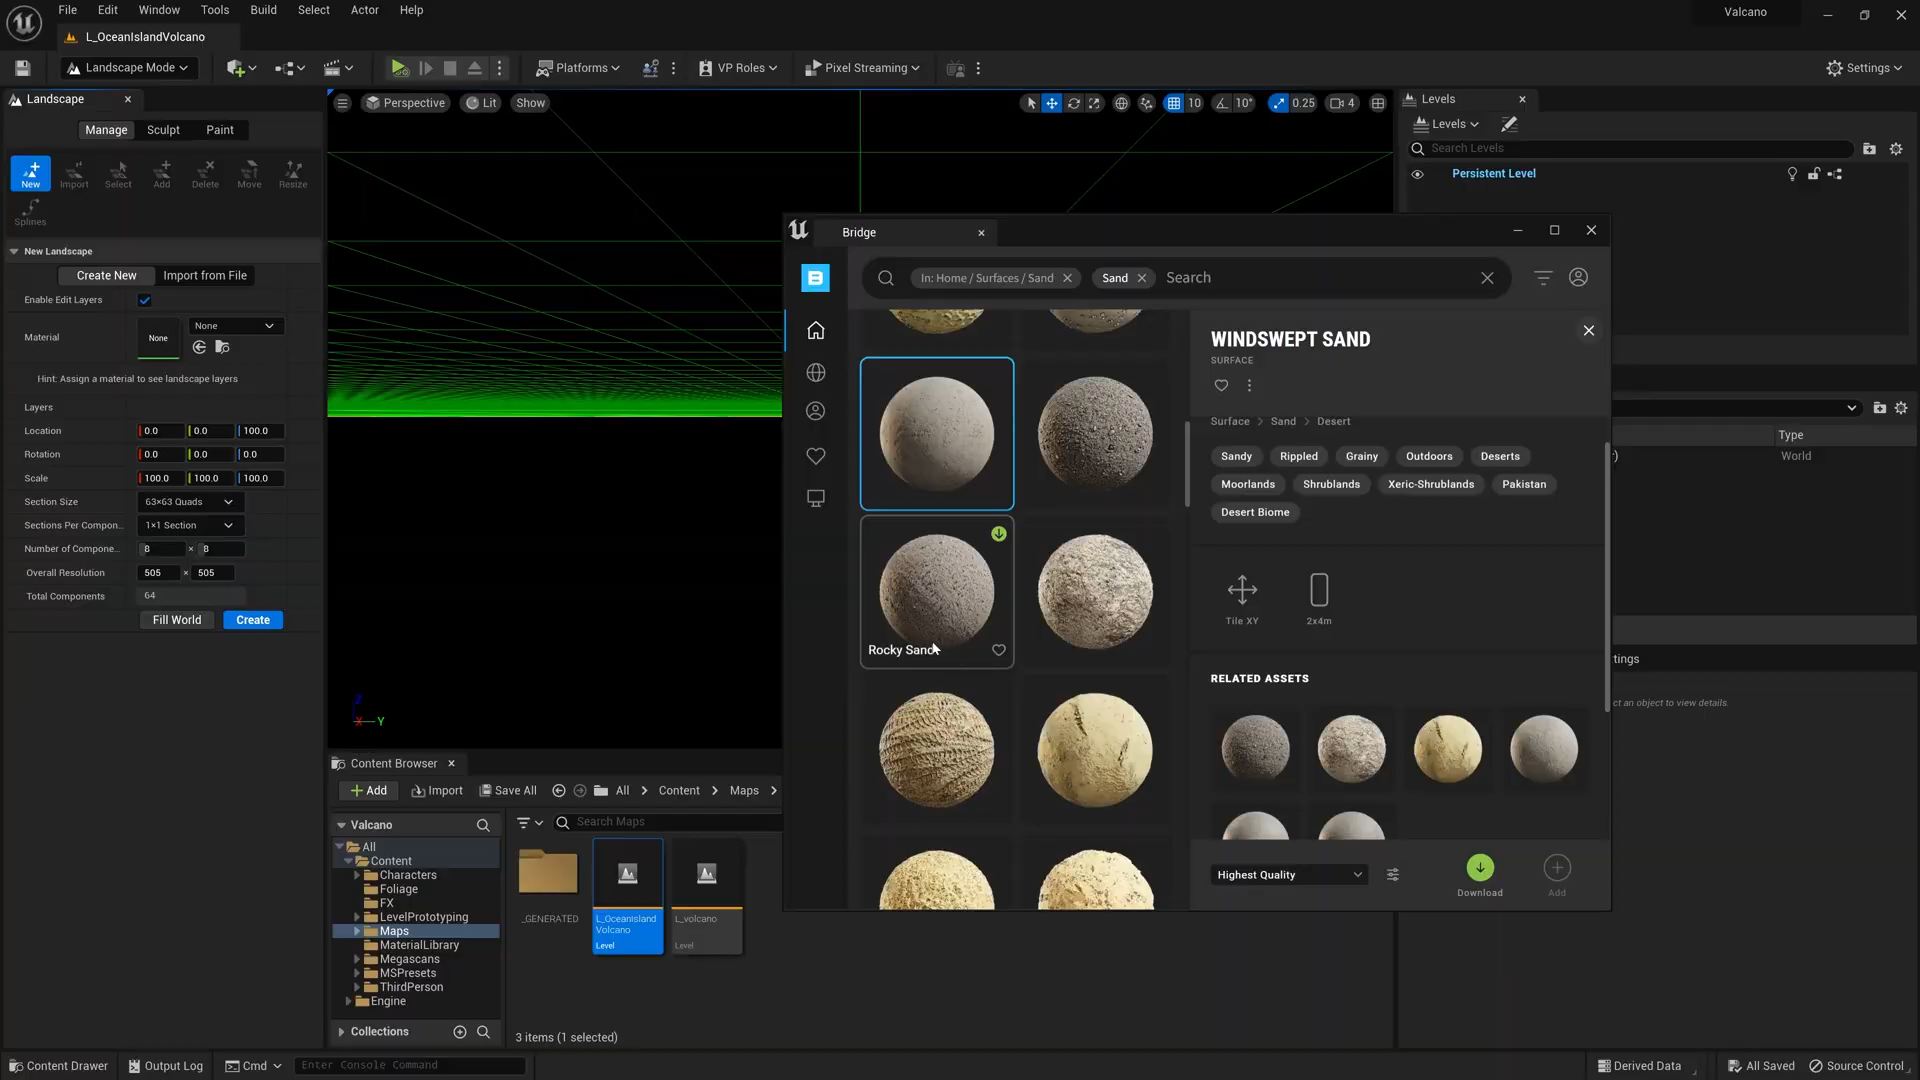 File Edit Window Tools Build Select Actor Help
Valcano
L_OceanIslandVolcano
Landscape Mode
Platforms
VP Roles
Pixel Streaming
Settings
Landscape
Manage Sculpt Paint
New Import Select Add Delete Move Resize
Splines
New Landscape
Create New Import from File
Enable Edit Layers
Material
None
None
Hint: Assign a material to see landscape layers
Layers
Location 0.0 0.0 100.0
Rotation 0.0 0.0 0.0
Scale 100.0 100.0 100.0
Section Size 63×63 Quads
Sections Per Compon... 1×1 Section
Number of Compone... 8 × 8
Overall Resolution 505 × 505
Total Components 64
Fill World Create
Perspective Lit Show
10 10° 0.25 4
Z
X Y
Levels
Levels
Search Levels
Persistent Level
Type
World
tings
ct an object to view details.
Bridge
In: Home / Surfaces / Sand Sand Search
Rocky Sand
WINDSWEPT SAND
SURFACE
Surface > Sand > Desert
Sandy Rippled Grainy Outdoors Deserts
Moorlands Shrublands Xeric-Shrublands Pakistan
Desert Biome
Tile XY 2x4m
RELATED ASSETS
Highest Quality
Download Add
Content Browser
Add Import Save All All > Content > Maps >
Valcano
Search Maps
All
Content
Characters
Foliage
FX
LevelPrototyping
Maps
MaterialLibrary
Megascans
MSPresets
ThirdPerson
Engine
Collections
_GENERATED
L_OceanIsland
Volcano
Level
L_volcano
Level
3 items (1 selected)
Content Drawer Output Log Cmd Enter Console Command
Derived Data All Saved Source Control